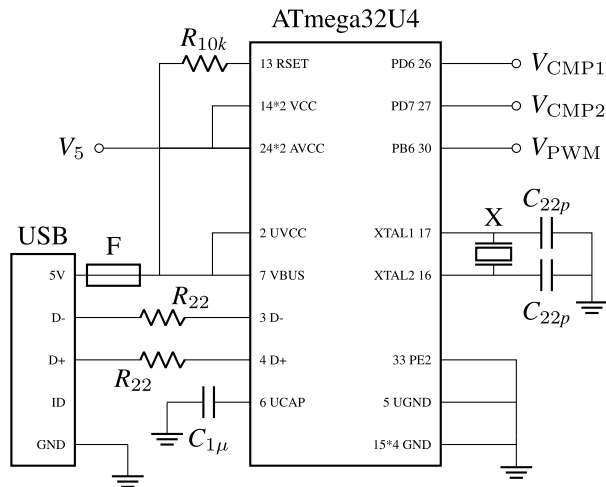 ATmega32U4
R10k
13 RSET
PD6 26
VCMP1
14*2 VCC
PD7 27
VCMP2
V5
24*2 AVCC
PB6 30
VPWM
C22p
USB
F
2 UVCC
XTAL1 17
X
5V
7 VBUS
XTAL2 16
C22p
R22
D-
3 D-
D+
4 D+
33 PE2
R22
ID
6 UCAP
5 UGND
C1μ
GND
15*4 GND